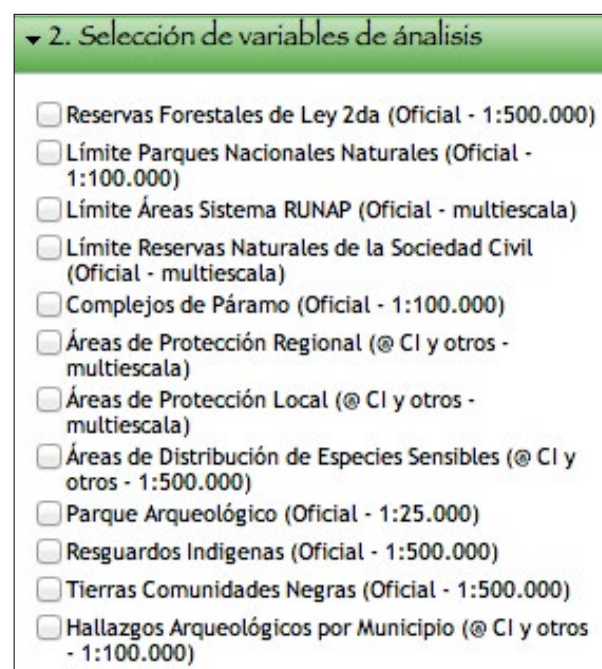 2. Selección de variables de ánalisis
Reservas Forestales de Ley 2da (Oficial - 1:500.000)
Límite Parques Nacionales Naturales (Oficial -
1:100.000)
Límite Áreas Sistema RUNAP (Oficial - multiescala)
Límite Reservas Naturales de la Sociedad Civil
(Oficial - multiescala)
Complejos de Páramo (Oficial - 1:100.000)
Áreas de Protección Regional (@ CI y otros -
multiescala)
Áreas de Protección Local (@ CI y otros -
multiescala)
Áreas de Distribución de Especies Sensibles (@ CI y
otros - 1:500.000)
Parque Arqueológico (Oficial - 1:25.000)
Resguardos Indigenas (Oficial - 1:500.000)
Tierras Comunidades Negras (Oficial - 1:500.000)
Hallazgos Arqueológicos por Municipio (@ CI y otros
- 1:100.000)